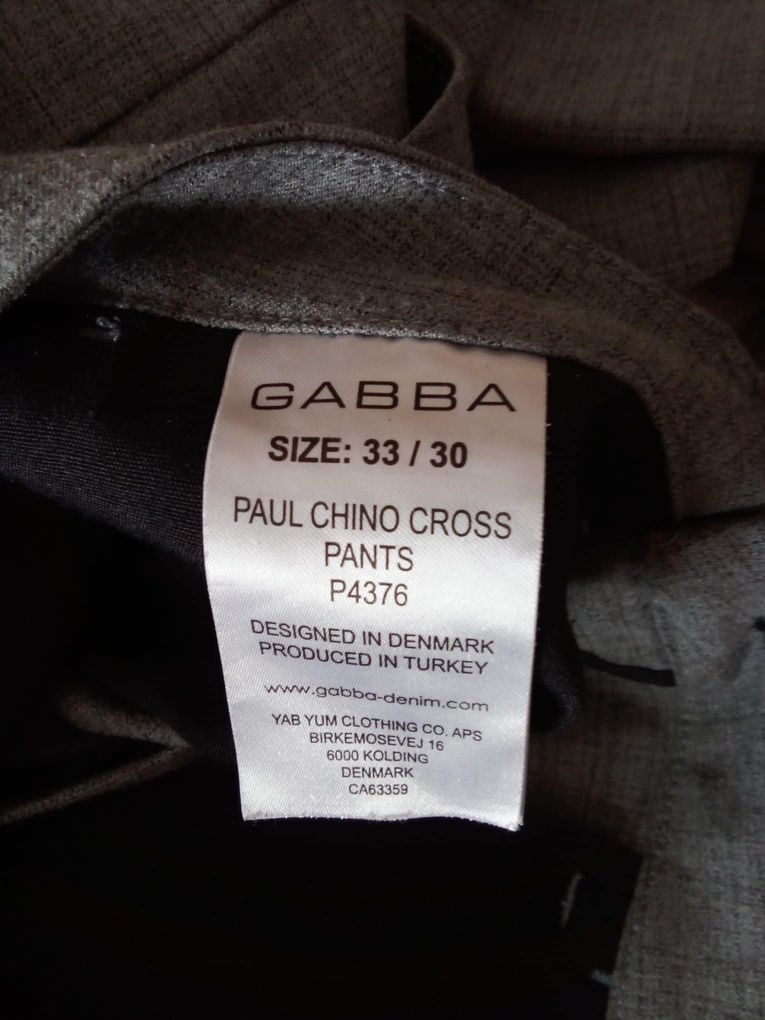 GABBA
SIZE: 33 / 30
PAUL CHINO CROSS
PANTS
P4376
DESIGNED IN DENMARK
PRODUCED IN TURKEY
www.gabba-denim.com
YAB YUM CLOTHING CO. APS
BIRKEMOSEVEJ 16
6000 KOLDING
DENMARK
CA63359